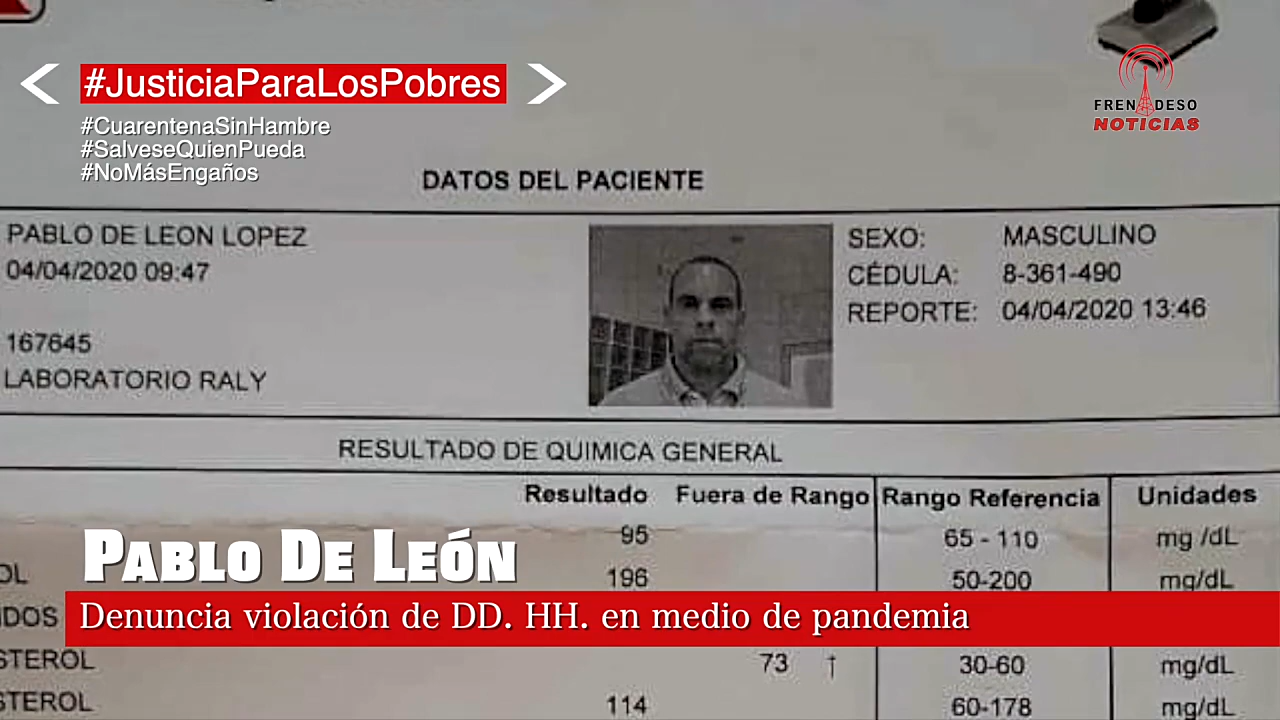 #JusticiaParaLosPobres
#CuarentenaSinHambre
#SalveseQuienPueda
#NoMásEngaños
FRENADESO
NOTICIAS
DATOS DEL PACIENTE
PABLO DE LEON LOPEZ
04/04/2020 09:47
167645
LABORATORIO RALY
SEXO: MASCULINO
CÉDULA: 8-361-490
REPORTE: 04/04/2020 13:46
RESULTADO DE QUIMICA GENERAL
Resultado Fuera de Rango Rango Referencia Unidades
95 65 - 110 mg /dL
OL 196 50-200 mg/dL
IDOS
STEROL 73 ↑ 30-60 mg/dL
STEROL 114 60-178 mg/dL
PABLO DE LEÓN
Denuncia violación de DD. HH. en medio de pandemia